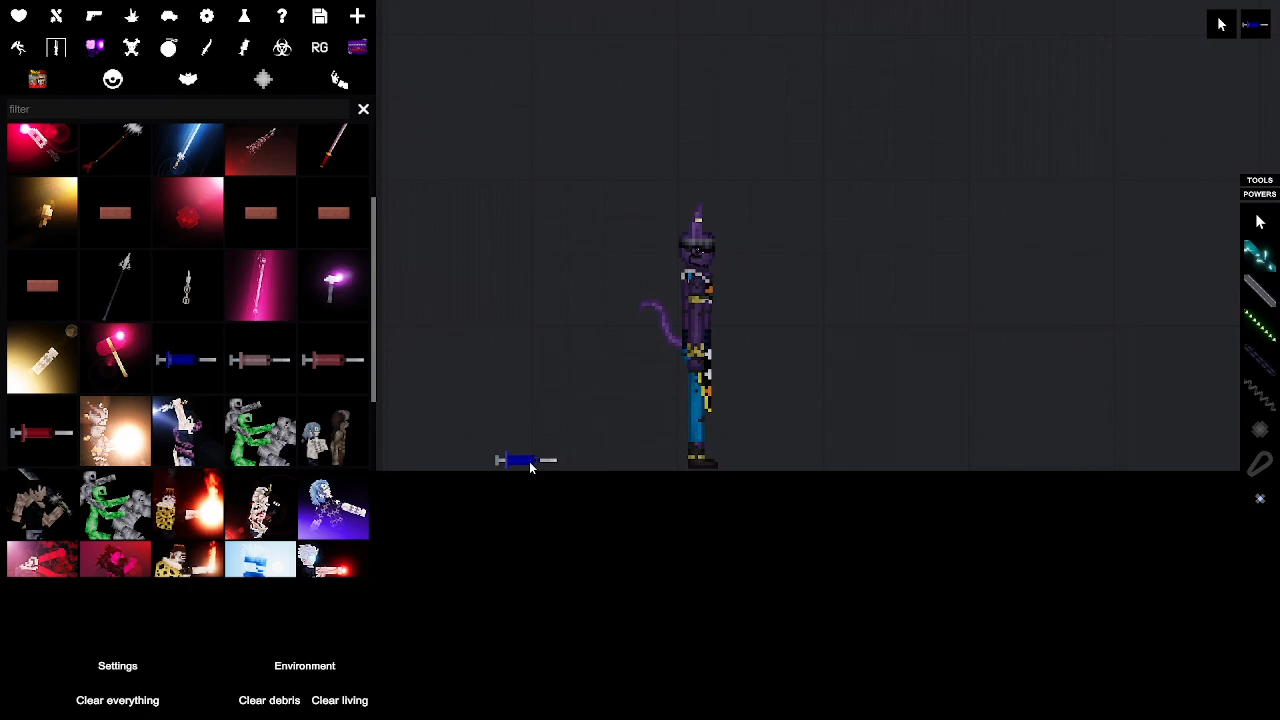 ?
RG
filter
TOOLS
POWERS
Settings Environment
Clear everything Clear debris Clear living